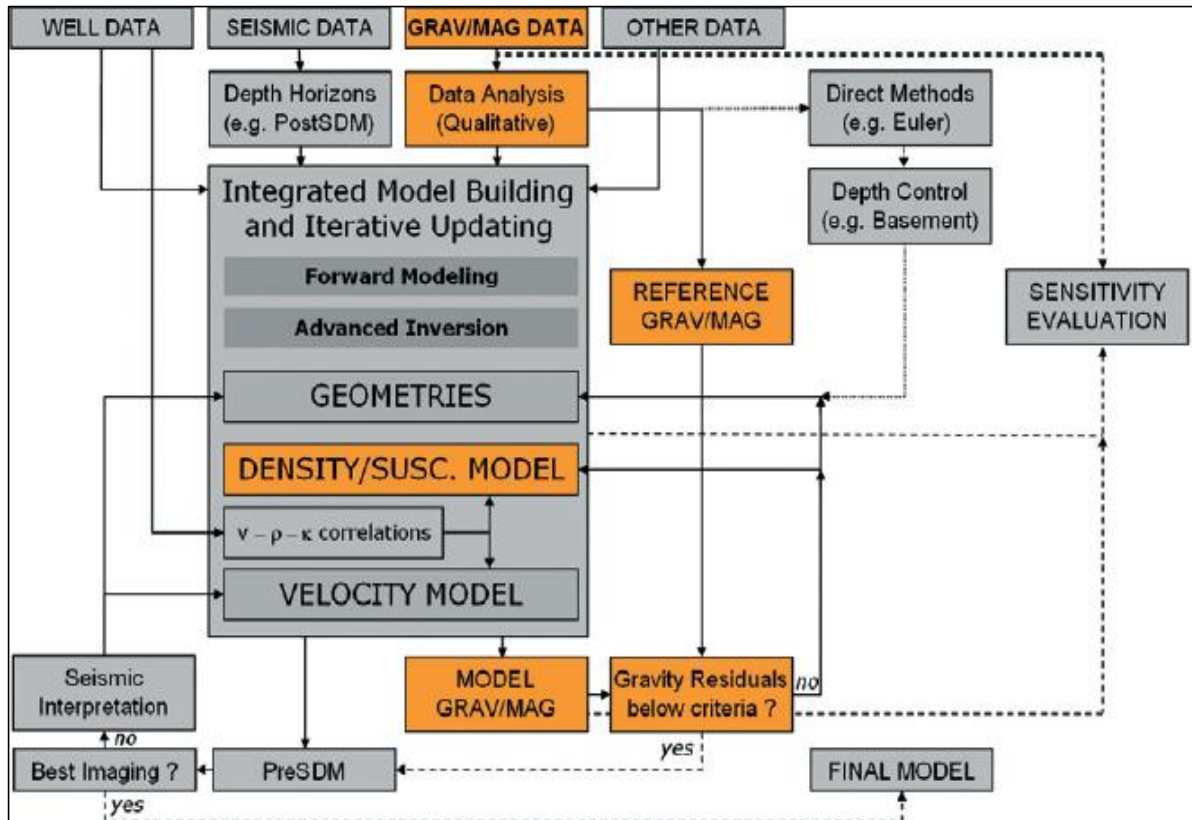 WELL DATA
SEISMIC DATA
GRAV/MAG DATA
OTHER DATA
Depth Horizons
(e.g. PostSDM)
Data Analysis
(Qualitative)
Direct Methods
(e.g. Euler)
Integrated Model Building
and Iterative Updating
Depth Control
(e.g. Basement)
Forward Modeling
Advanced Inversion
REFERENCE
GRAV/MAG
SENSITIVITY
EVALUATION
GEOMETRIES
DENSITY/SUSC. MODEL
v – ρ – κ correlations
VELOCITY MODEL
Seismic
Interpretation
MODEL
GRAV/MAG
Gravity Residuals
below criteria ?
no
no
yes
Best Imaging ?
PreSDM
FINAL MODEL
yes